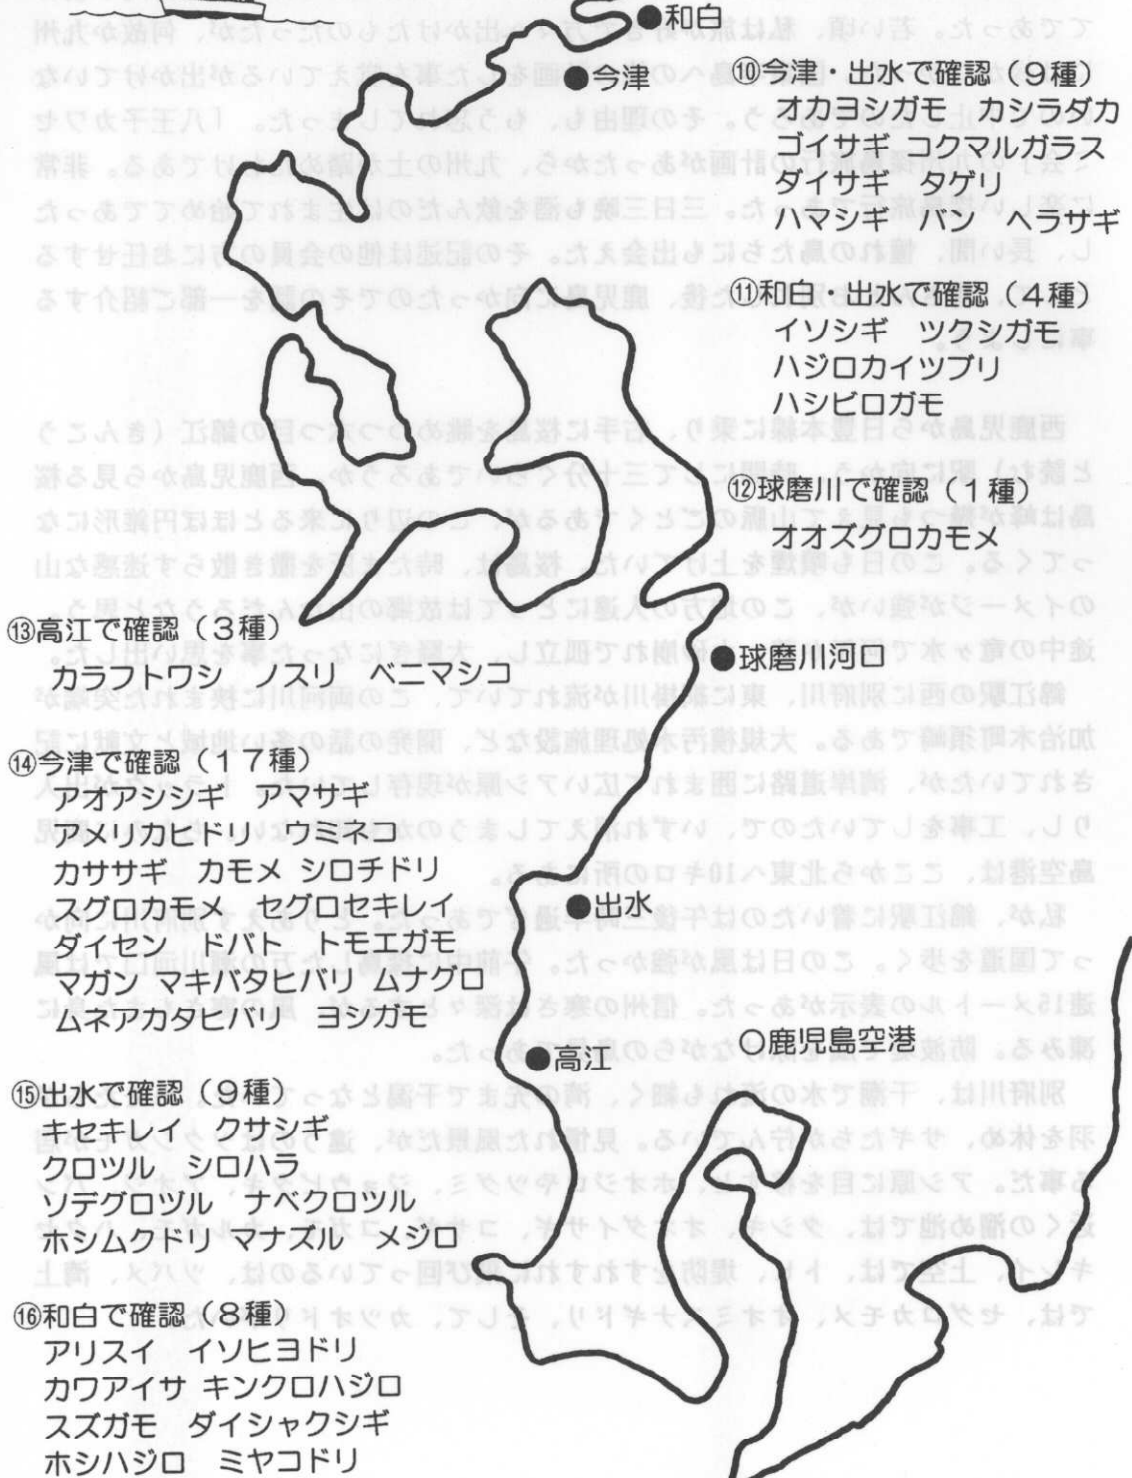 ●和白
●今津
⑩今津・出水で確認（9種）
オカヨシガモ　カシラダカ
ゴイサギ　コクマルガラス
ダイサギ　タゲリ
ハマシギ　バン　ヘラサギ
⑪和白・出水で確認（4種）
イソシギ　ツクシガモ
ハジロカイツブリ
ハシビロガモ
⑫球磨川で確認（1種）
オオズグロカモメ
●球磨川河口
⑬高江で確認（3種）
カラフトワシ　ノスリ　ベニマシコ
⑭今津で確認（17種）
アオアシシギ　アマサギ
アメリカヒドリ　ウミネコ
カササギ　カモメ　シロチドリ
ズグロカモメ　セグロセキレイ
ダイゼン　ドバト　トモエガモ
マガン　マキバタヒバリ　ムナグロ
ムネアカタヒバリ　ヨシガモ
●出水
●高江
○鹿児島空港
⑮出水で確認（9種）
キセキレイ　クサシギ
クロヅル　シロハラ
ソデグロヅル　ナベクロヅル
ホシムクドリ　マナヅル　メジロ
⑯和白で確認（8種）
アリスイ　イソヒヨドリ
カワアイサ　キンクロハジロ
スズガモ　ダイシャクシギ
ホシハジロ　ミヤコドリ